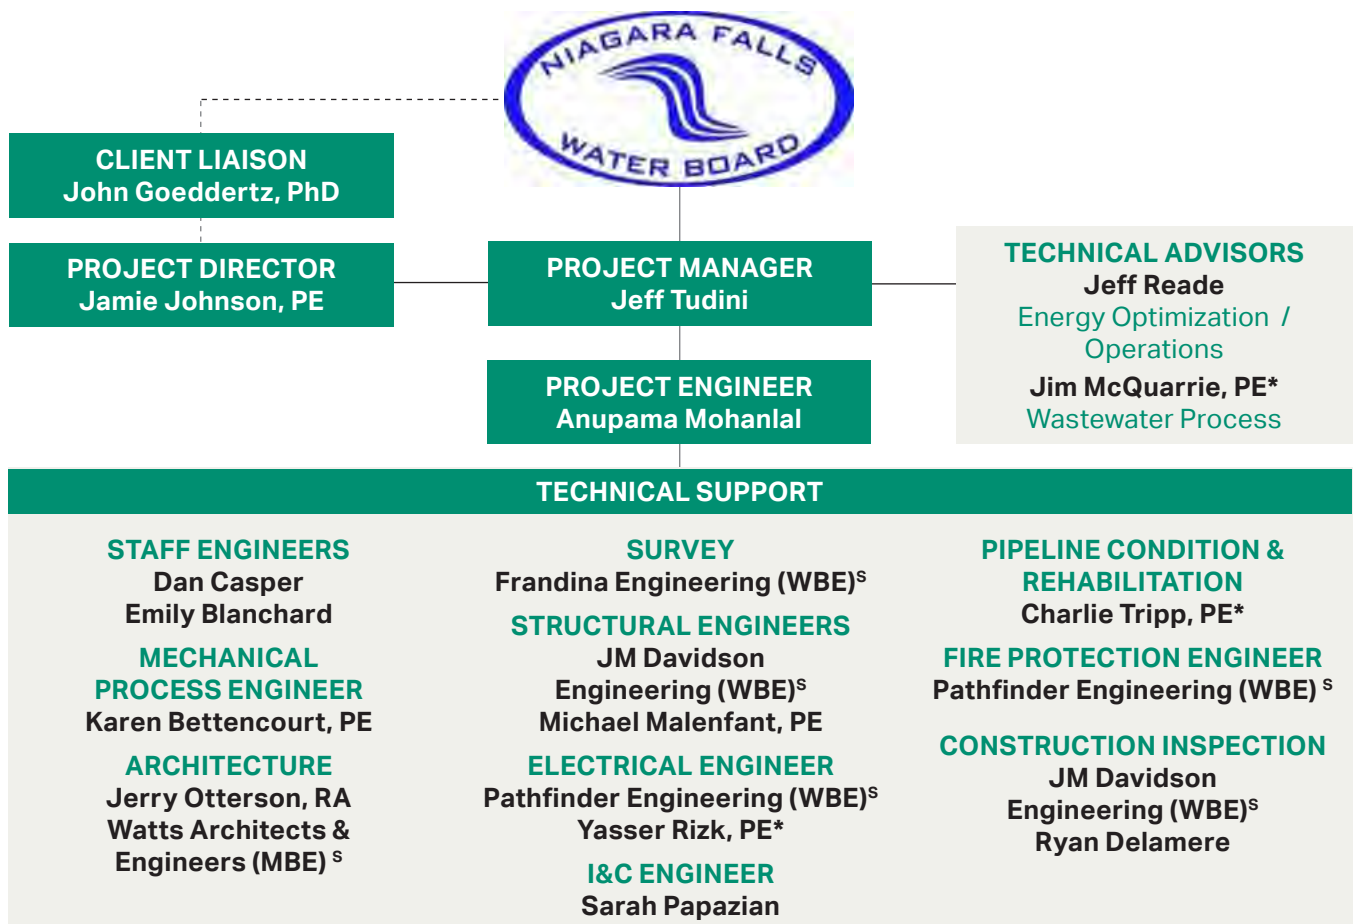 NIAGARA FALLS
WATER BOARD
CLIENT LIAISON
John Goeddertz, PhD
PROJECT DIRECTOR
Jamie Johnson, PE
PROJECT MANAGER
Jeff Tudini
PROJECT ENGINEER
Anupama Mohanlal
TECHNICAL ADVISORS
Jeff Reade
Energy Optimization /
Operations
Jim McQuarrie, PE*
Wastewater Process
TECHNICAL SUPPORT
STAFF ENGINEERS
Dan Casper
Emily Blanchard
MECHANICAL
PROCESS ENGINEER
Karen Bettencourt, PE
ARCHITECTURE
Jerry Otterson, RA
Watts Architects &
Engineers (MBE) S
SURVEY
Frandina Engineering (WBE)S
STRUCTURAL ENGINEERS
JM Davidson
Engineering (WBE)S
Michael Malenfant, PE
ELECTRICAL ENGINEER
Pathfinder Engineering (WBE)S
Yasser Rizk, PE*
I&C ENGINEER
Sarah Papazian
PIPELINE CONDITION &
REHABILITATION
Charlie Tripp, PE*
FIRE PROTECTION ENGINEER
Pathfinder Engineering (WBE) S
CONSTRUCTION INSPECTION
JM Davidson
Engineering (WBE)S
Ryan Delamere